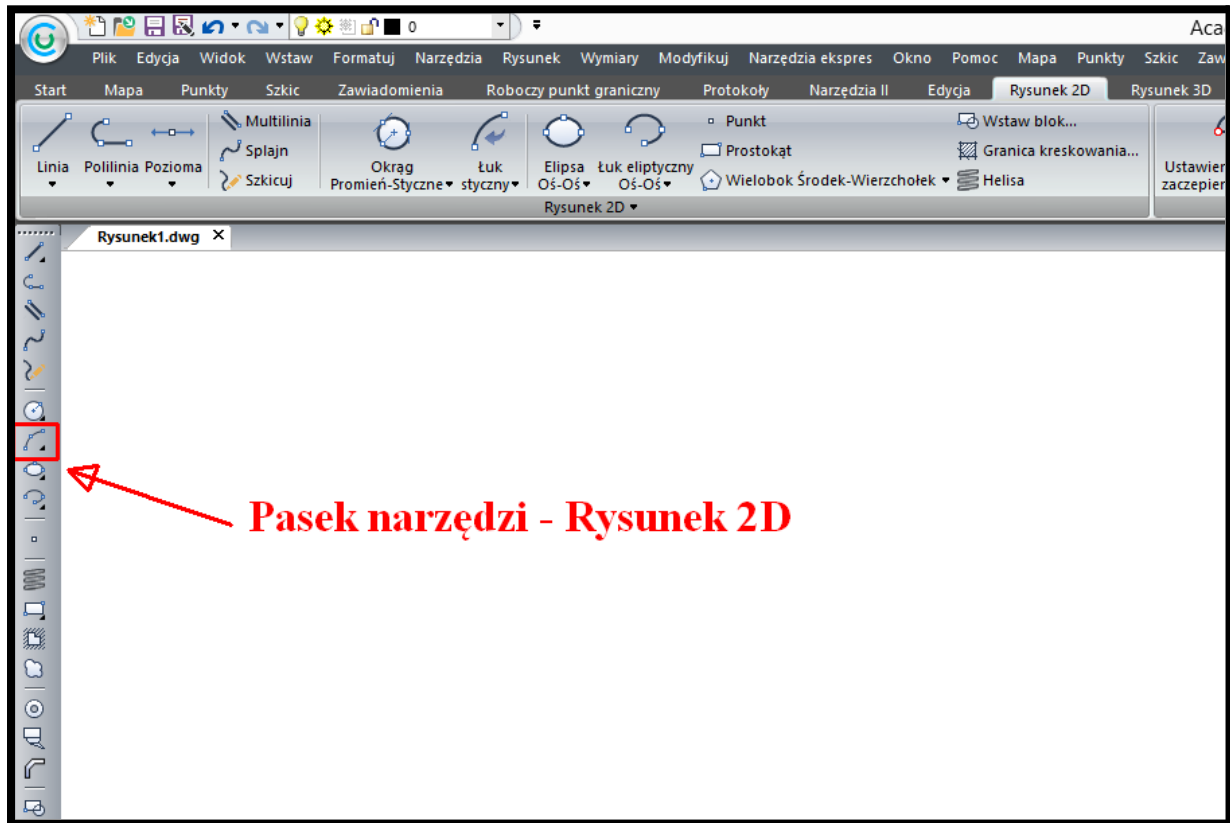 0
Aca
Plik Edycja Widok Wstaw Formatuj Narzędzia Rysunek Wymiary Modyfikuj Narzędzia ekspres Okno Pomoc Mapa Punkty Szkic Zaw
Start Mapa Punkty Szkic Zawiadomienia Roboczy punkt graniczny Protokoły Narzędzia II Edycja Rysunek 2D Rysunek 3D
Multilinia Punkt Wstaw blok...
Splajn Prostokąt Granica kreskowania...
Linia Polilinia Pozioma Okrąg Łuk Elipsa Łuk eliptyczny Ustawier
Szkicuj Promień-Styczne styczny Oś-Oś Oś-Oś Wielobok Środek-Wierzchołek Helisa zaczepier
Rysunek 2D
Rysunek1.dwg
Pasek narzędzi - Rysunek 2D